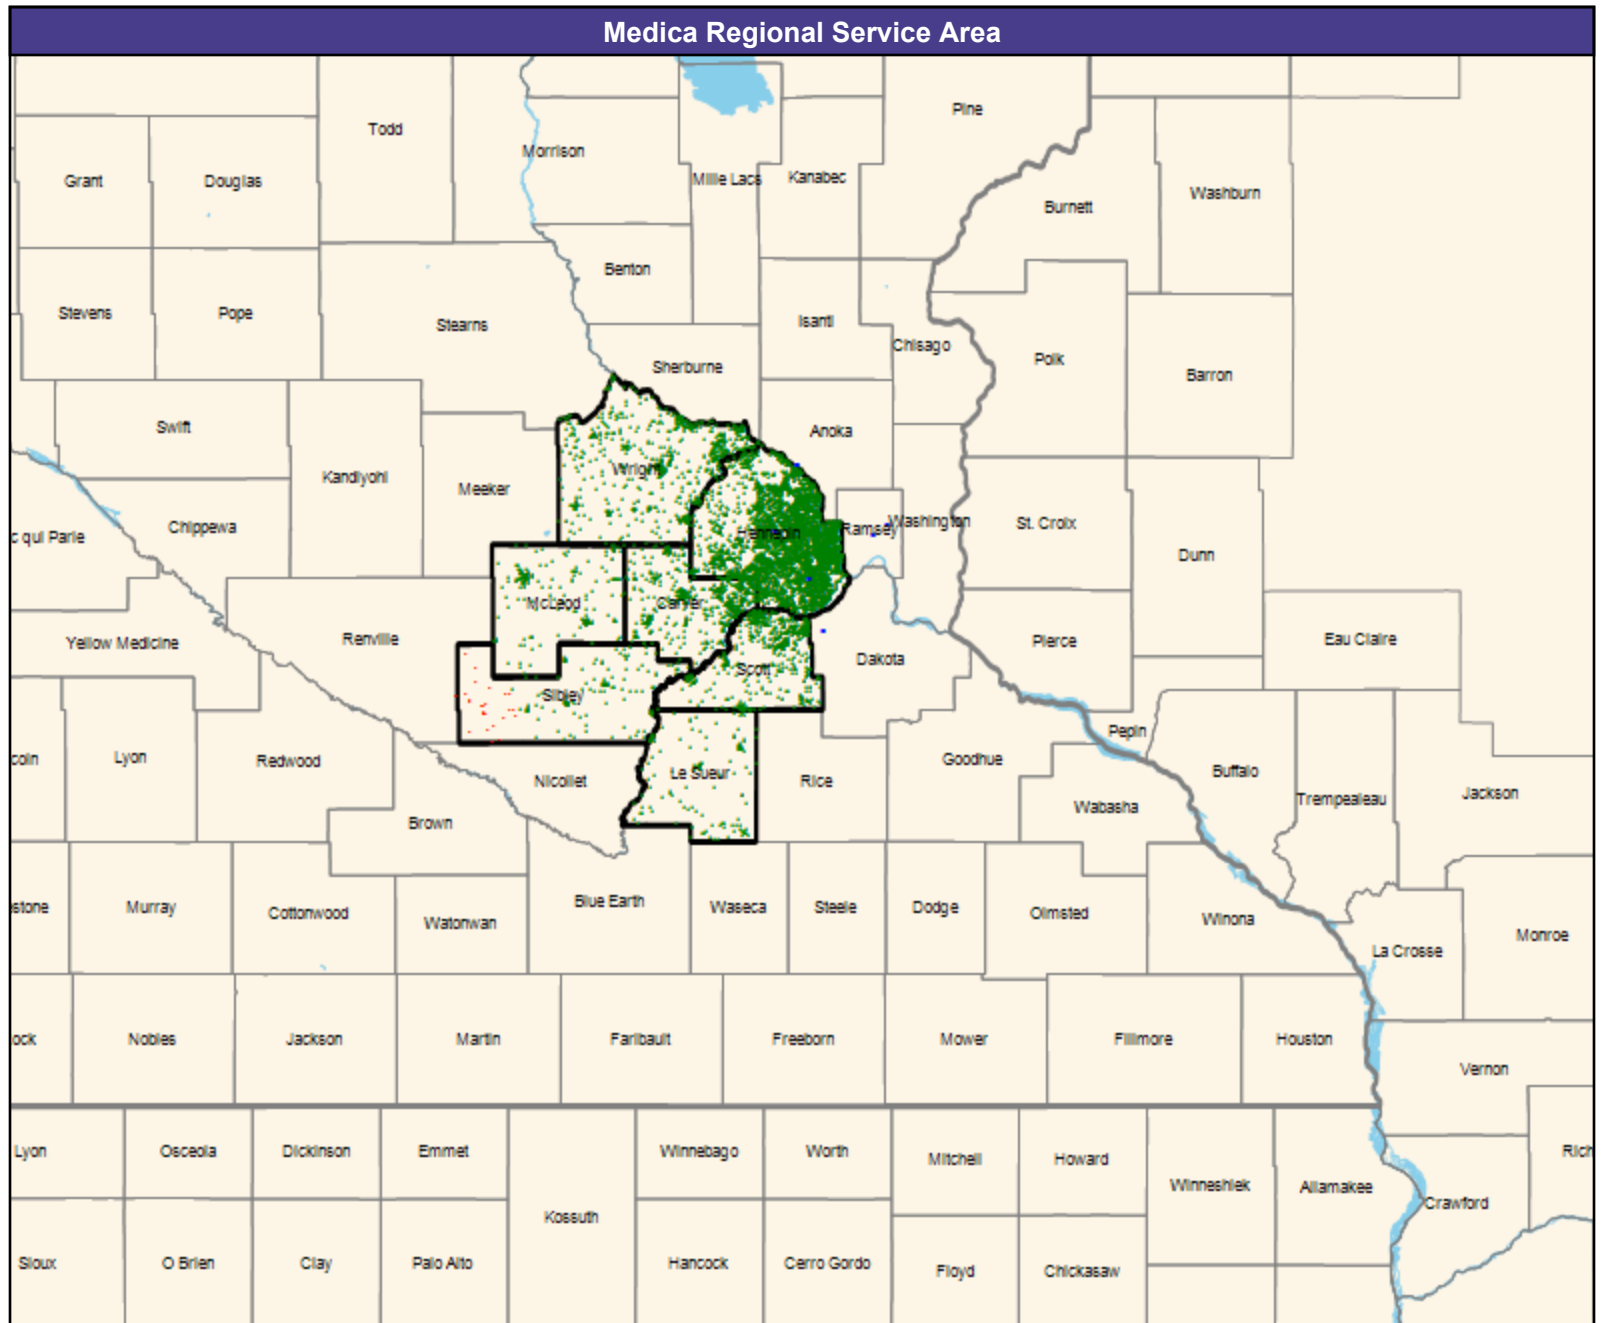 Medica Regional Service Area
Pine
Todd
Morrison
Mille Lacs
Kanabec
Grant
Douglas
Washburn
Burnett
Benton
Stevens
Pope
Stearns
Isanti
Chisago
Polk
Barron
Sherburne
Swift
Anoka
Wright
Kandiyohi
Meeker
c qui Parle
Chippewa
Hennepin
Ramsey
Washington
St. Croix
Dunn
McLeod
Carver
Yellow Medicine
Renville
Scott
Dakota
Pierce
Eau Claire
Sibley
coln
Lyon
Redwood
Nicollet
Le Sueur
Rice
Goodhue
Pepin
Buffalo
Trempealeau
Jackson
Wabasha
Brown
stone
Murray
Cottonwood
Watonwan
Blue Earth
Waseca
Steele
Dodge
Olmsted
Winona
La Crosse
Monroe
ock
Nobles
Jackson
Martin
Faribault
Freeborn
Mower
Fillmore
Houston
Vernon
Lyon
Osceola
Dickinson
Emmet
Winnebago
Worth
Mitchell
Howard
Rich
Winneshiek
Allamakee
Crawford
Kossuth
Sioux
O Brien
Clay
Palo Alto
Hancock
Cerro Gordo
Floyd
Chickasaw